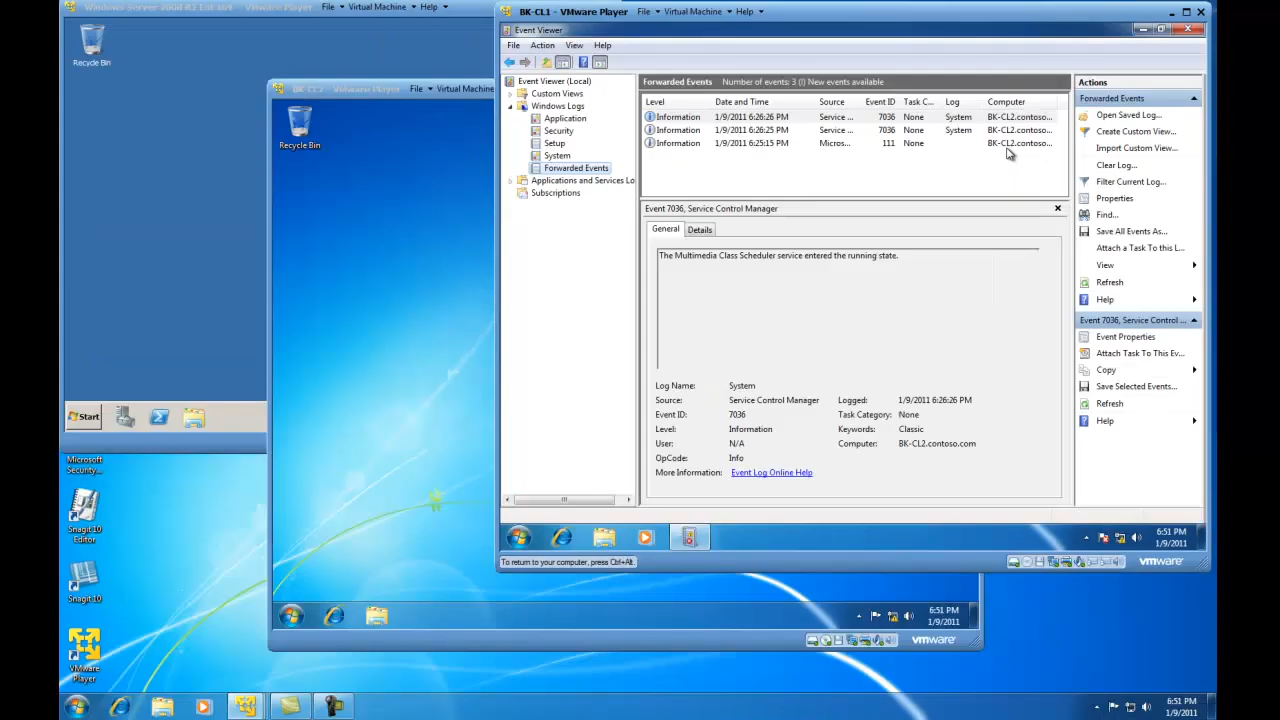 Windows Server 2008 R2 Ent x64 - VMware Player File Virtual Machine Help
Recycle Bin
Start
Microsoft
Security...
Snagit 10
Editor
Snagit 10
VMware
Player
BK-CL2 - VMware Player File Virtual Machine
Recycle Bin
6:51 PM
1/9/2011
vmware
BK-CL1 - VMware Player File Virtual Machine Help
Event Viewer
File Action View Help
Event Viewer (Local)
Custom Views
Windows Logs
Application
Security
Setup
System
Forwarded Events
Applications and Services Lo
Subscriptions
Forwarded Events Number of events: 3 (!) New events available
Level Date and Time Source Event ID Task C... Log Computer
Information 1/9/2011 6:26:26 PM Service ... 7036 None System BK-CL2.contoso...
Information 1/9/2011 6:26:25 PM Service ... 7036 None System BK-CL2.contoso...
Information 1/9/2011 6:25:15 PM Micros... 111 None BK-CL2.contoso...
Event 7036, Service Control Manager
General Details
The Multimedia Class Scheduler service entered the running state.
Log Name: System
Source: Service Control Manager Logged: 1/9/2011 6:26:26 PM
Event ID: 7036 Task Category: None
Level: Information Keywords: Classic
User: N/A Computer: BK-CL2.contoso.com
OpCode: Info
More Information: Event Log Online Help
Actions
Forwarded Events
Open Saved Log...
Create Custom View...
Import Custom View...
Clear Log...
Filter Current Log...
Properties
Find...
Save All Events As...
Attach a Task To this L...
View
Refresh
Help
Event 7036, Service Control ...
Event Properties
Attach Task To This Ev...
Copy
Save Selected Events...
Refresh
Help
6:51 PM
1/9/2011
To return to your computer, press Ctrl+Alt.
vmware
6:51 PM
1/9/2011